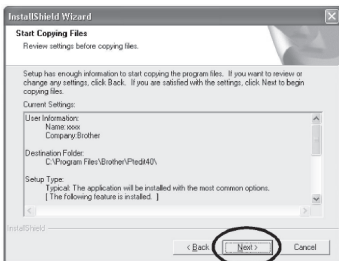 InstallShield Wizard
Start Copying Files
Review settings before copying files.
Setup has enough information to start copying the program files. If you want to review or
change any settings, click Back. If you are satisfied with the settings, click Next to begin
copying files.
Current Settings:
User Information:
Name:xxxx
Company:Brother
Destination Folder:
C:\Program Files\Brother\Ptedit40\
Setup Type:
Typical: The application will be installed with the most common options.
[ The following feature is installed. ]
InstallShield
< Back
Next >
Cancel